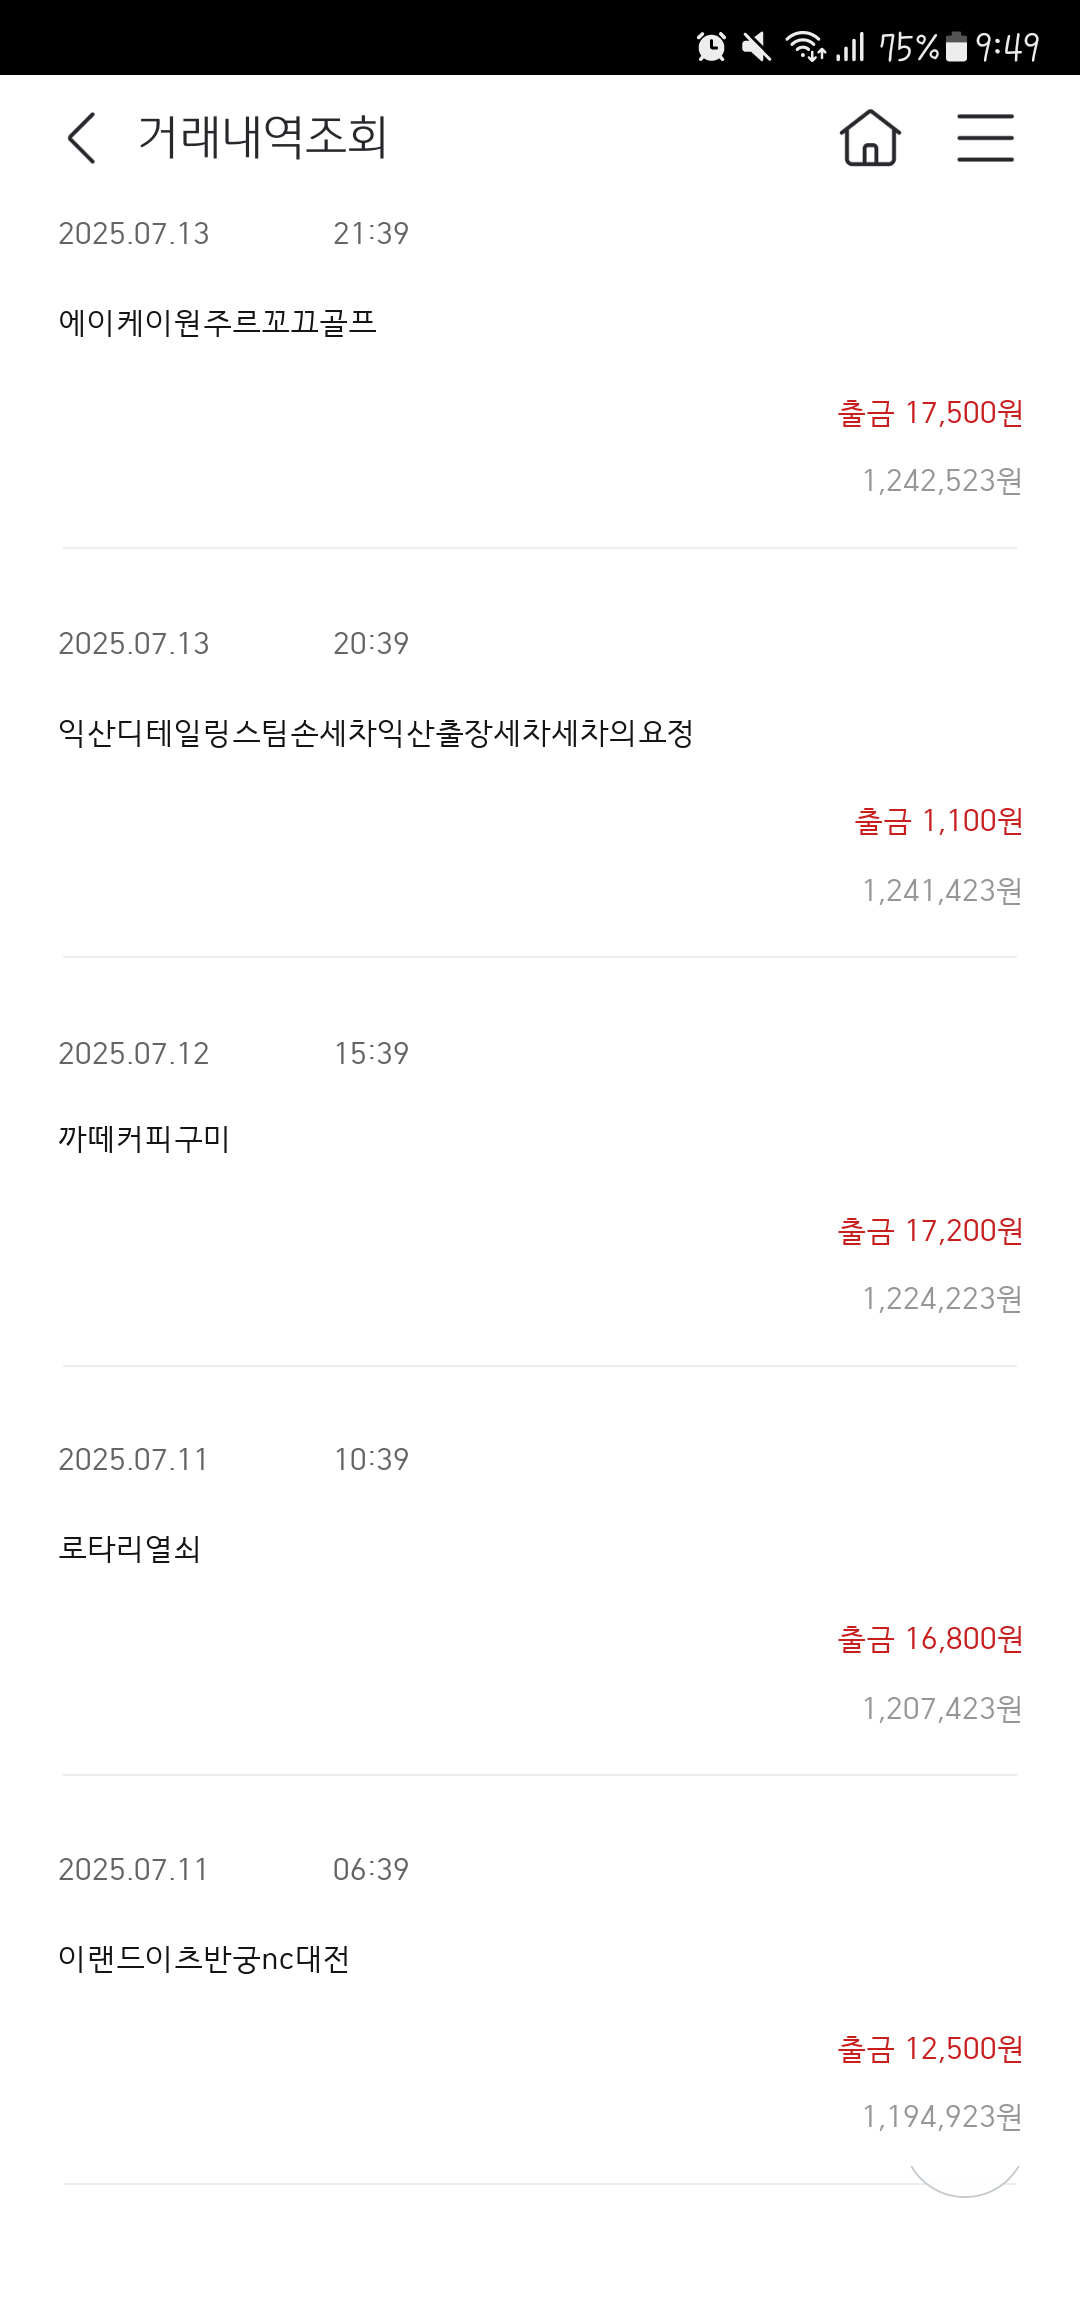 75% 9:49
거래내역조회
2025.07.13 21:39
에이케이원주르꼬끄골프
출금 17,500원
1,242,523원
2025.07.13 20:39
익산디테일링스팀손세차익산출장세차세차의요정
출금 1,100원
1,241,423원
2025.07.12 15:39
까떼커피구미
출금 17,200원
1,224,223원
2025.07.11 10:39
로타리열쇠
출금 16,800원
1,207,423원
2025.07.11 06:39
이랜드이츠반궁nc대전
출금 12,500원
1,194,923원